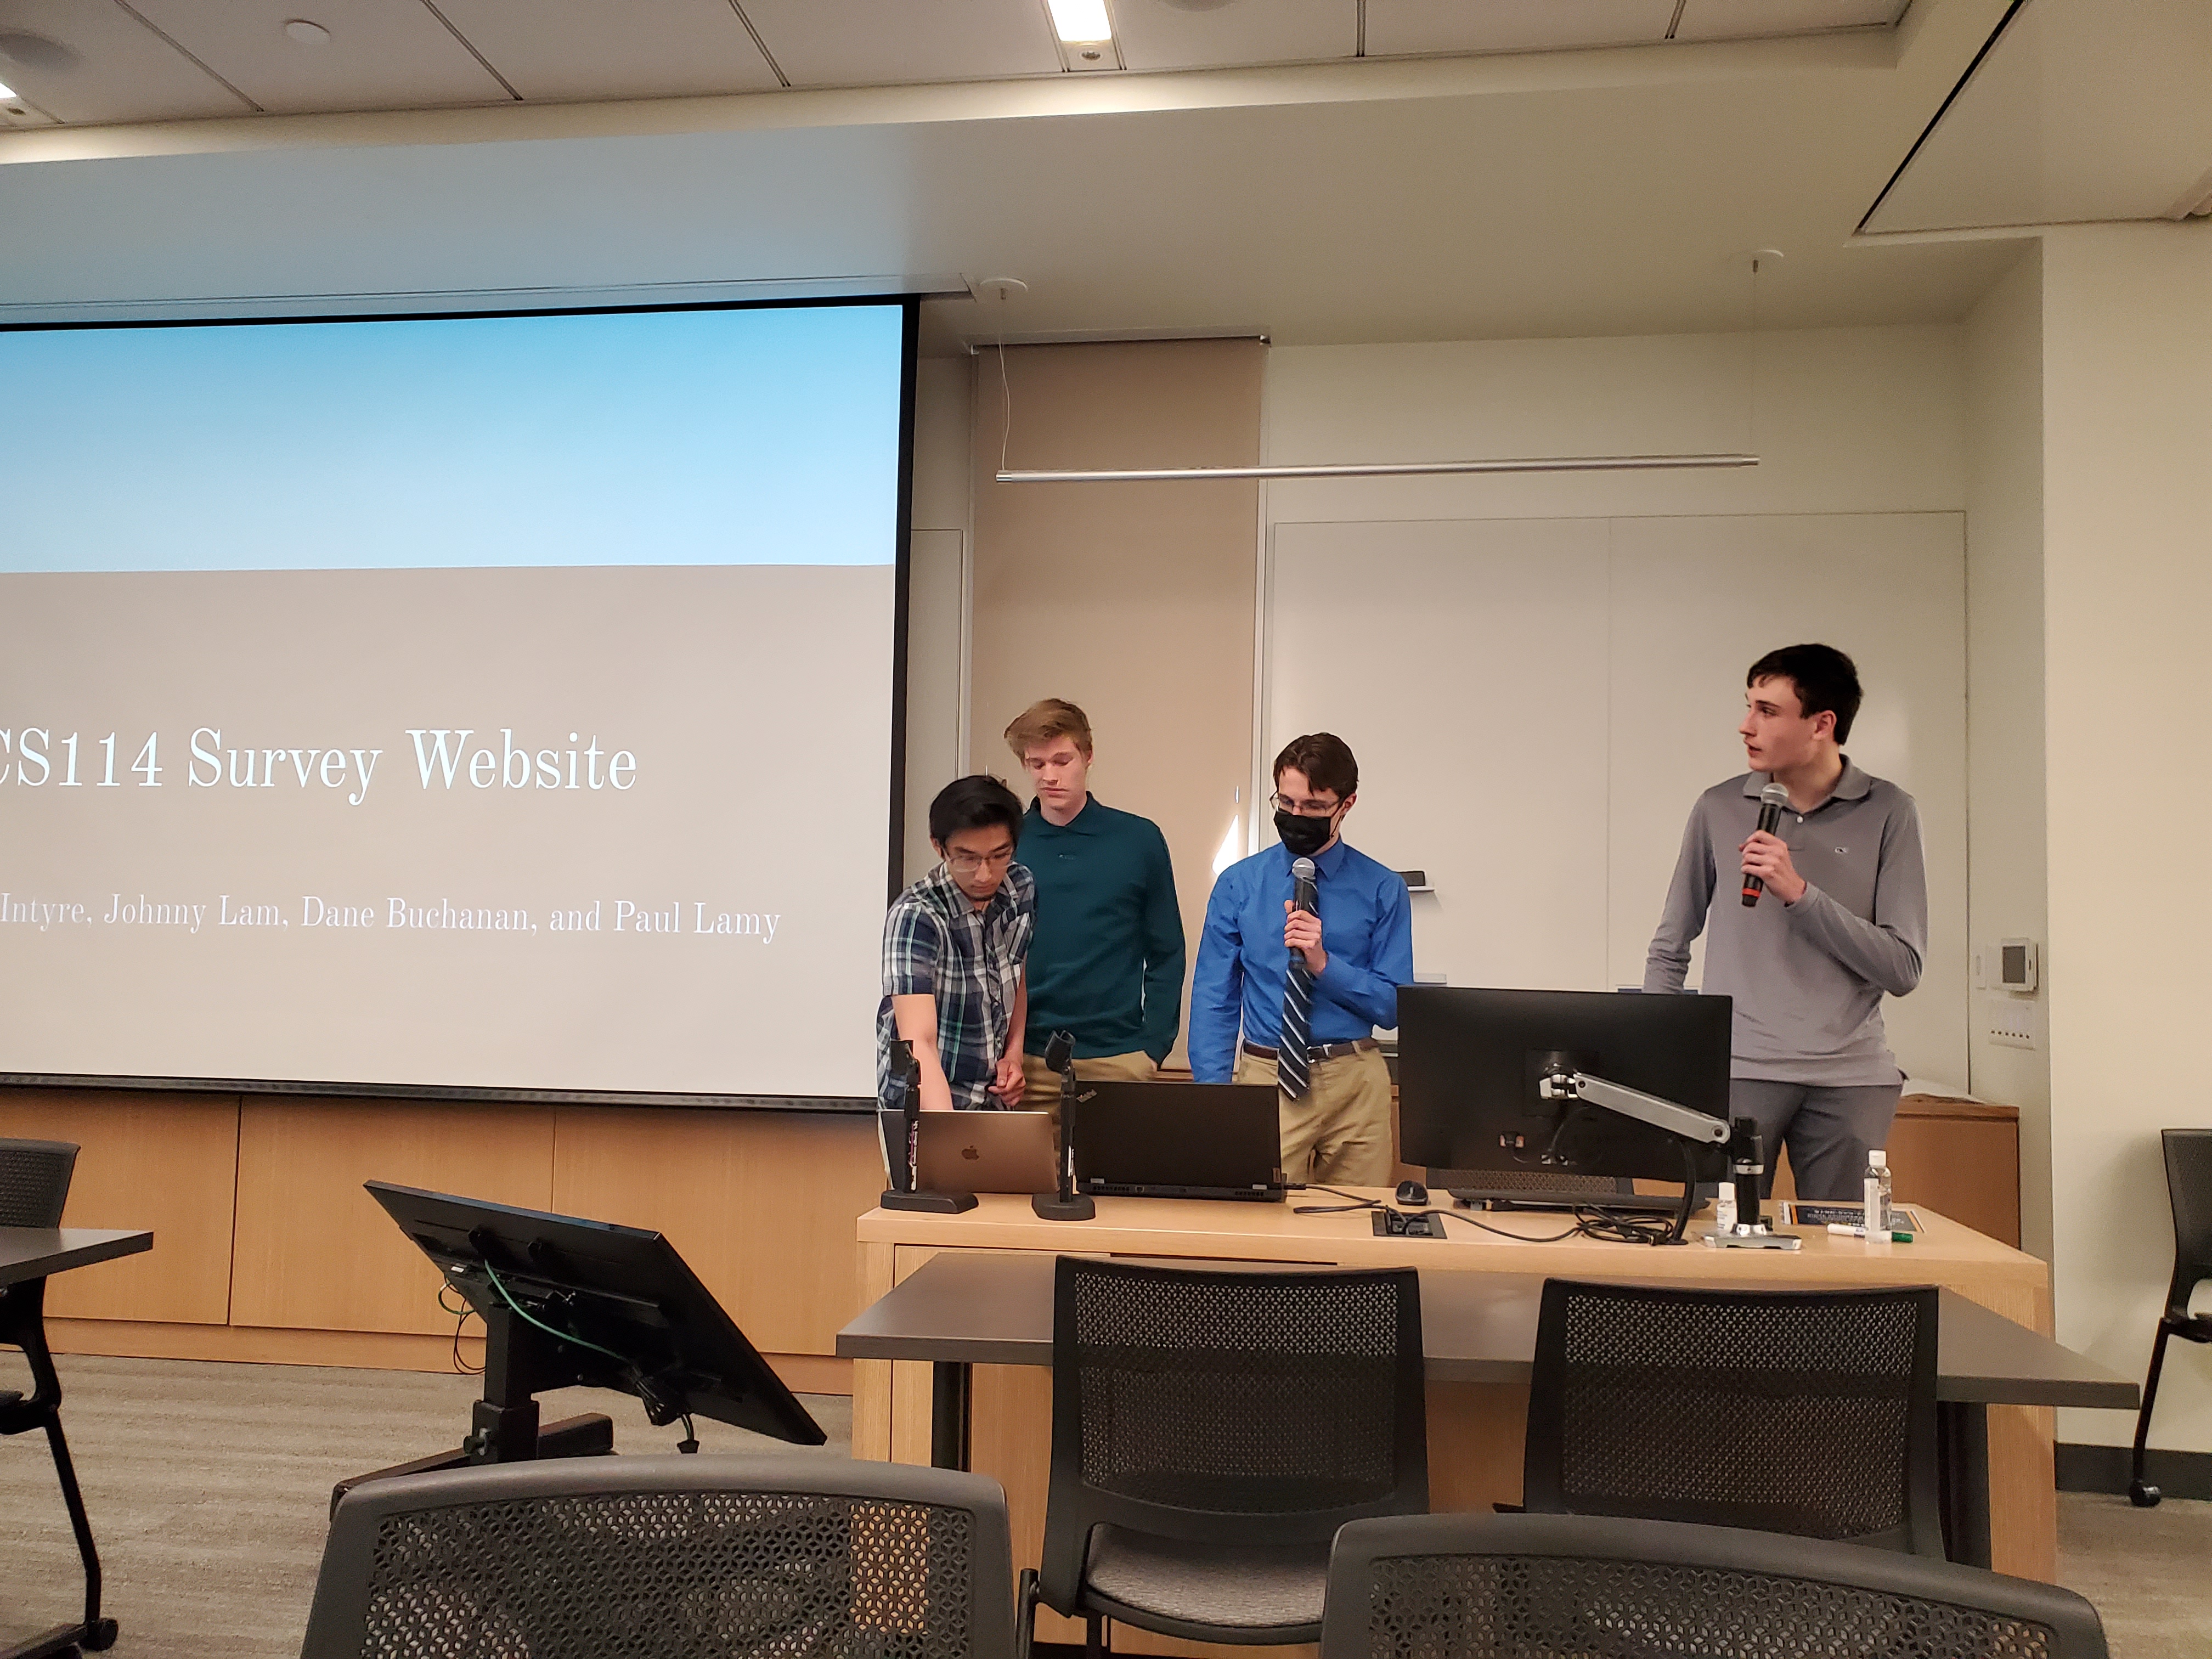 CS114 Survey Website
Intyre, Johnny Lam, Dane Buchanan, and Paul Lamy